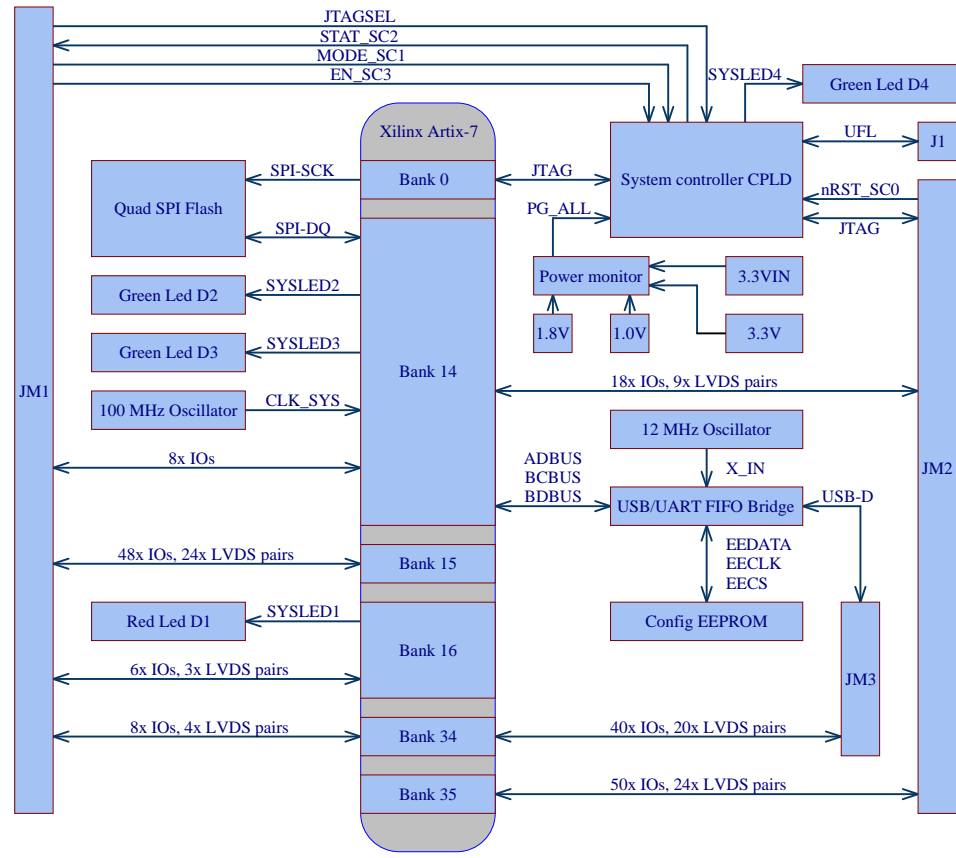 JTAGSEL
STAT_SC2
MODE_SC1
EN_SC3
SYSLED4
Green Led D4
Xilinx Artix-7
UFL
J1
SPI-SCK
Bank 0
JTAG
System controller CPLD
Quad SPI Flash
nRST_SC0
PG_ALL
JTAG
SPI-DQ
Power monitor
3.3VIN
Green Led D2
SYSLED2
1.8V
1.0V
3.3V
Green Led D3
SYSLED3
Bank 14
JM1
18x IOs, 9x LVDS pairs
100 MHz Oscillator
CLK_SYS
12 MHz Oscillator
8x IOs
ADBUS
BCBUS
BDBUS
X_IN
JM2
USB/UART FIFO Bridge
USB-D
48x IOs, 24x LVDS pairs
Bank 15
EEDATA
EECLK
EECS
Red Led D1
SYSLED1
Config EEPROM
Bank 16
6x IOs, 3x LVDS pairs
JM3
8x IOs, 4x LVDS pairs
Bank 34
40x IOs, 20x LVDS pairs
Bank 35
50x IOs, 24x LVDS pairs